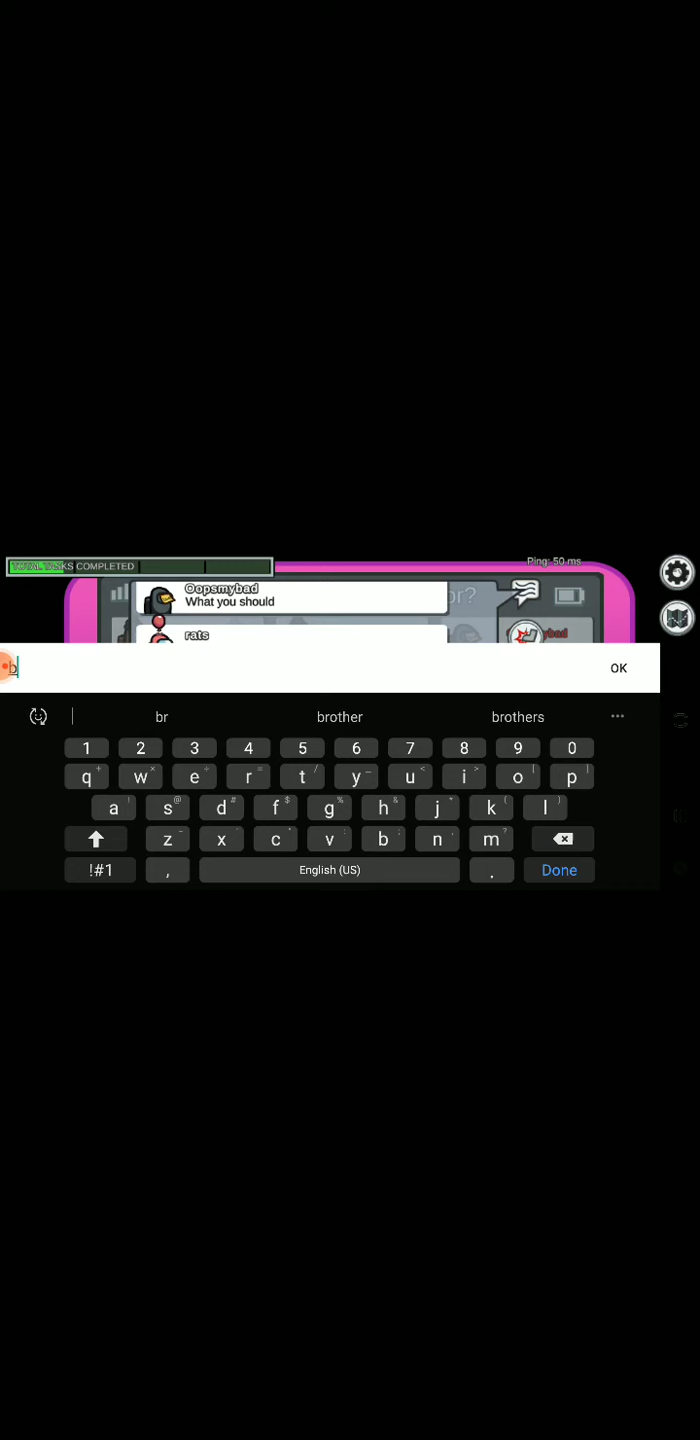 TOTAL TASKS COMPLETED
Ping: 50 ms
Oopsmybad
What you should
or?
rats
b
OK
br brother brothers
1 2 3 4 5 6 7 8 9 0
q w e r t y u i o p
a s d f g h j k l
z x c v b n m
!#1 , English (US) . Done